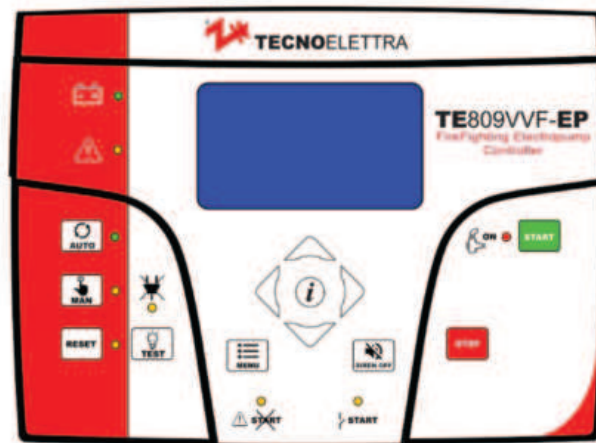 TECNOELETTRA
TE809VVF-EP
FireFighting Electropump
Controller
AUTO
ON
START
MAN
i
RESET
TEST
STOP
MENU
SIREN OFF
START
START